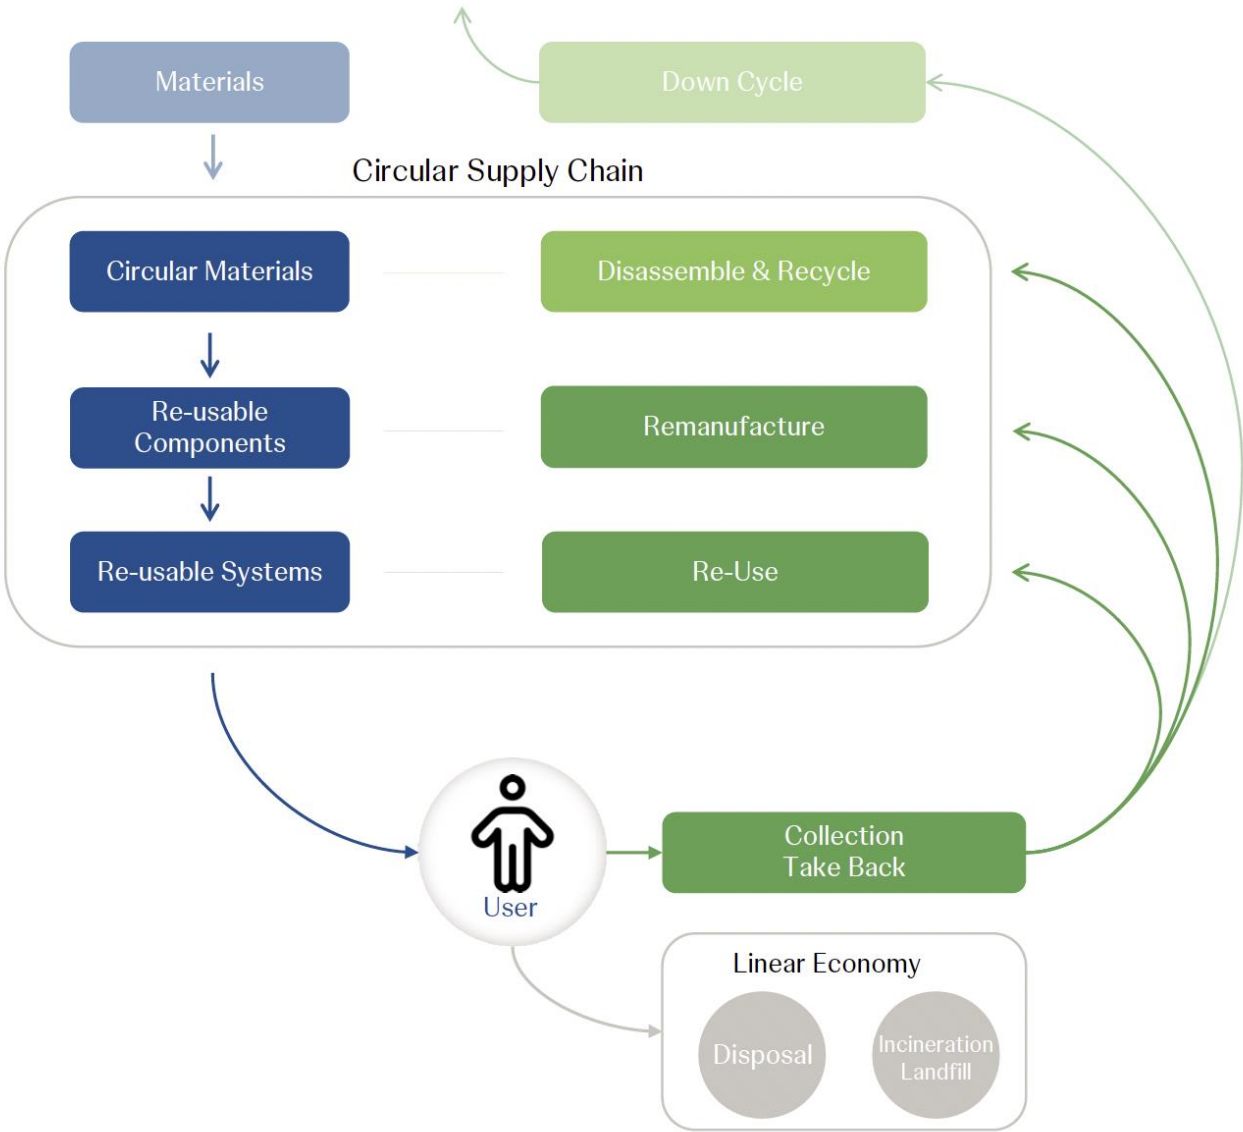 Materials
Down Cycle
Circular Supply Chain
Circular Materials
Disassemble & Recycle
Re-usable
Components
Remanufacture
Re-usable Systems
Re-Use
User
Collection
Take Back
Linear Economy
Disposal
Incineration
Landfill